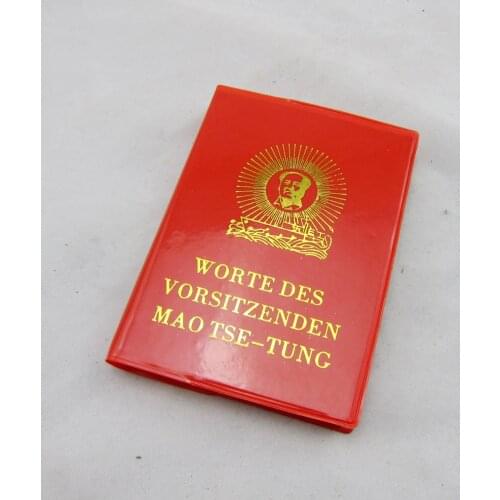 WORTE DES
VORSITZENDEN
MAO TSE-TUNG